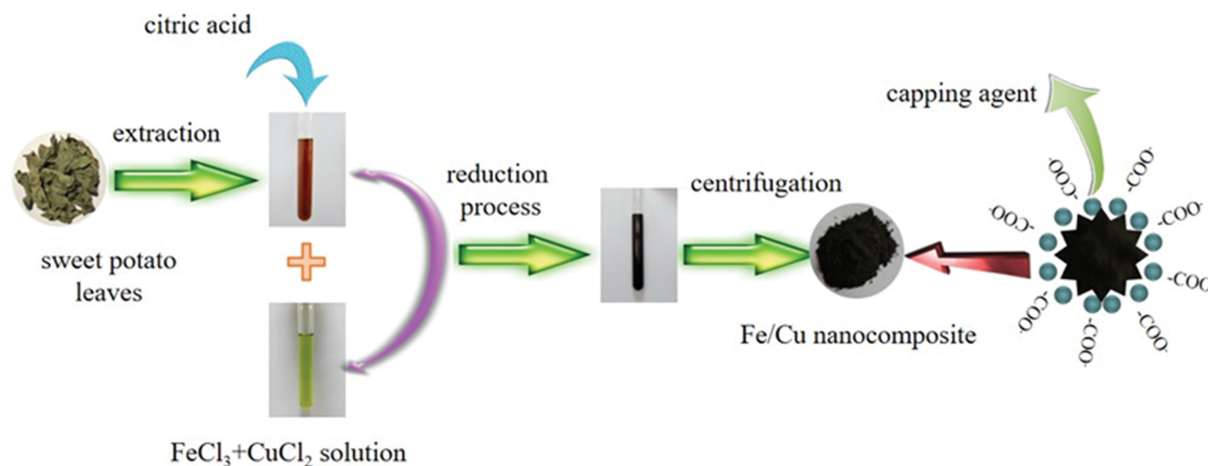 citric acid
extraction
sweet potato
leaves
FeCl₃+CuCl₂ solution
reduction
process
centrifugation
Fe/Cu nanocomposite
capping agent
-COO-
-COO-
-COO-
-COO-
-COO-
-COO-
-COO-
-COO-
-COO-
-COO-